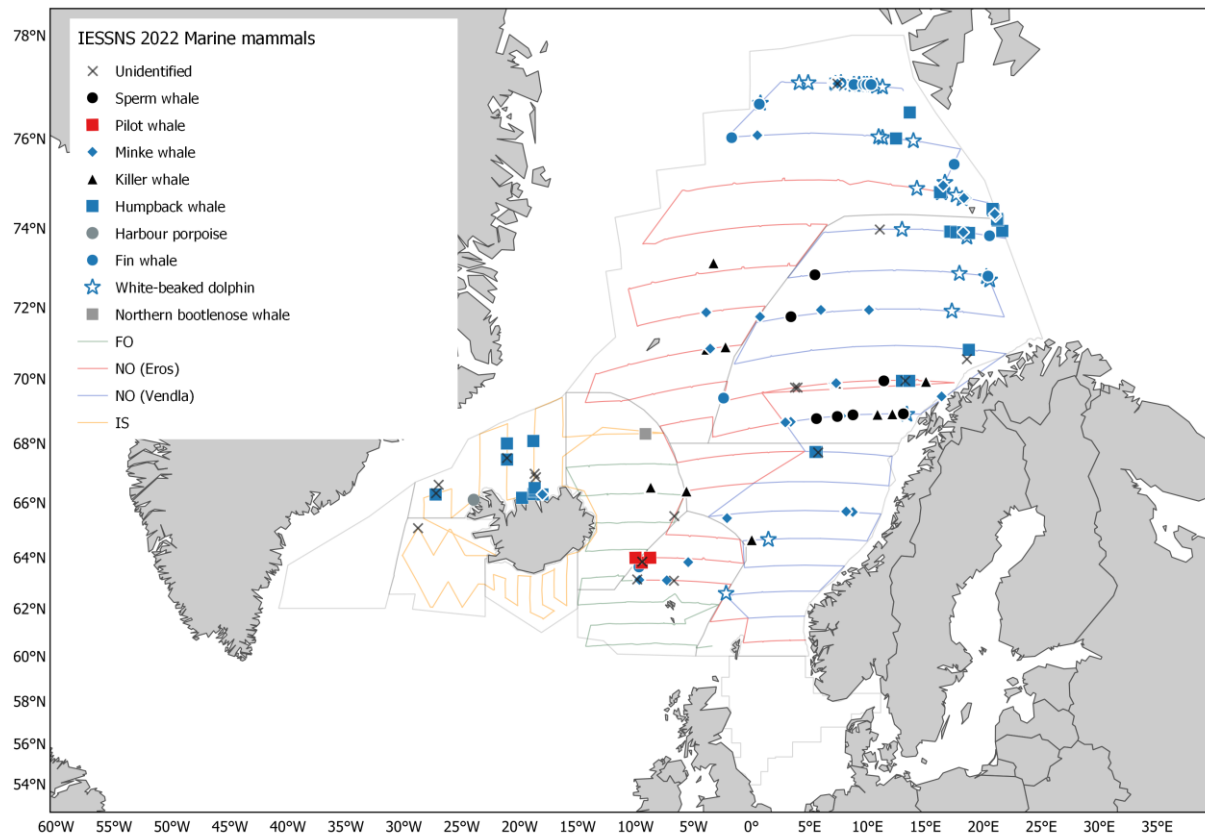 IESSNS 2022 Marine mammals
Unidentified
Sperm whale
Pilot whale
Minke whale
Killer whale
Humpback whale
Harbour porpoise
Fin whale
White-beaked dolphin
Northern bootlenose whale
FO
NO (Eros)
NO (Vendla)
IS
78°N
76°N
74°N
72°N
70°N
68°N
66°N
64°N
62°N
60°N
58°N
56°N
54°N
60°W 55°W 50°W 45°W 40°W 35°W 30°W 25°W 20°W 15°W 10°W 5°W 0° 5°E 10°E 15°E 20°E 25°E 30°E 35°E